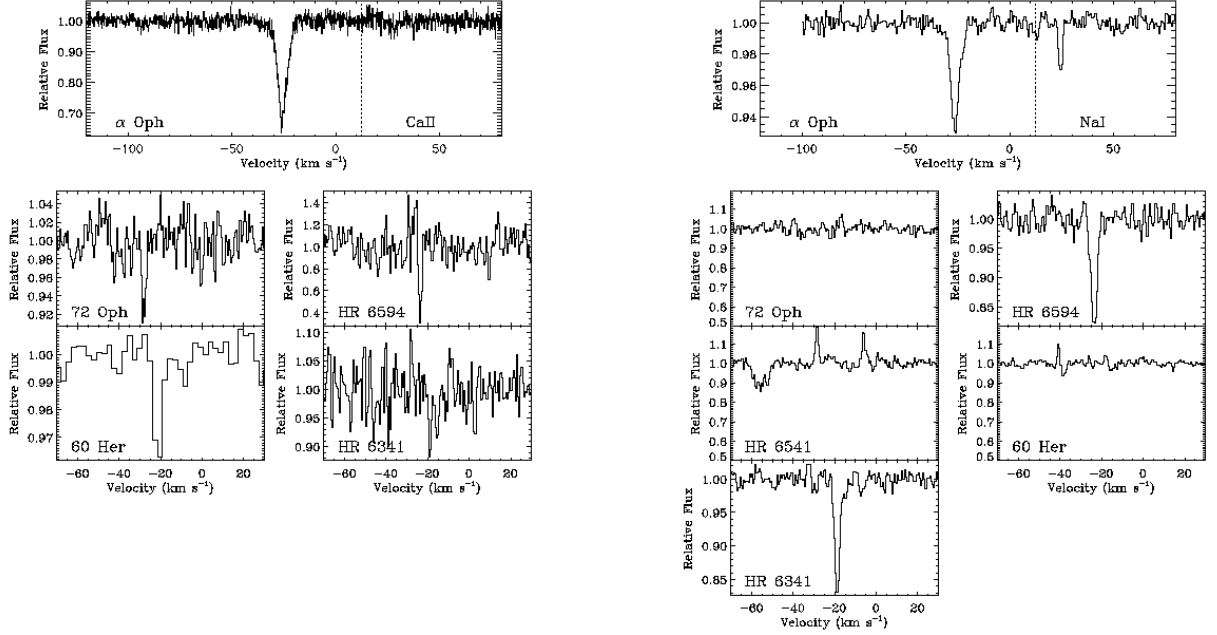 1.00
0.90
0.80
0.70
Relative Flux
α Oph
CaII
−100 −50 0 50
Velocity (km s⁻¹)
1.04
1.02
1.00
0.98
0.96
0.94
0.92
Relative Flux
72 Oph
1.4
1.2
1.0
0.8
0.6
0.4
Relative Flux
HR 6594
1.00
0.99
0.98
0.97
Relative Flux
60 Her
−60 −40 −20 0 20
Velocity (km s⁻¹)
1.10
1.05
1.00
0.95
0.90
Relative Flux
HR 6341
−60 −40 −20 0 20
Velocity (km s⁻¹)
1.00
0.98
0.96
0.94
Relative Flux
α Oph
NaI
−100 −50 0 50
Velocity (km s⁻¹)
1.1
1.0
0.9
0.8
0.7
0.6
0.5
Relative Flux
72 Oph
1.00
0.95
0.90
0.85
Relative Flux
HR 6594
1.1
1.0
0.9
0.8
0.7
0.6
0.5
Relative Flux
HR 6541
1.1
1.0
0.9
0.8
0.7
0.6
0.5
Relative Flux
60 Her
−60 −40 −20 0 20
Velocity (km s⁻¹)
1.00
0.95
0.90
0.85
Relative Flux
HR 6341
−60 −40 −20 0 20
Velocity (km s⁻¹)